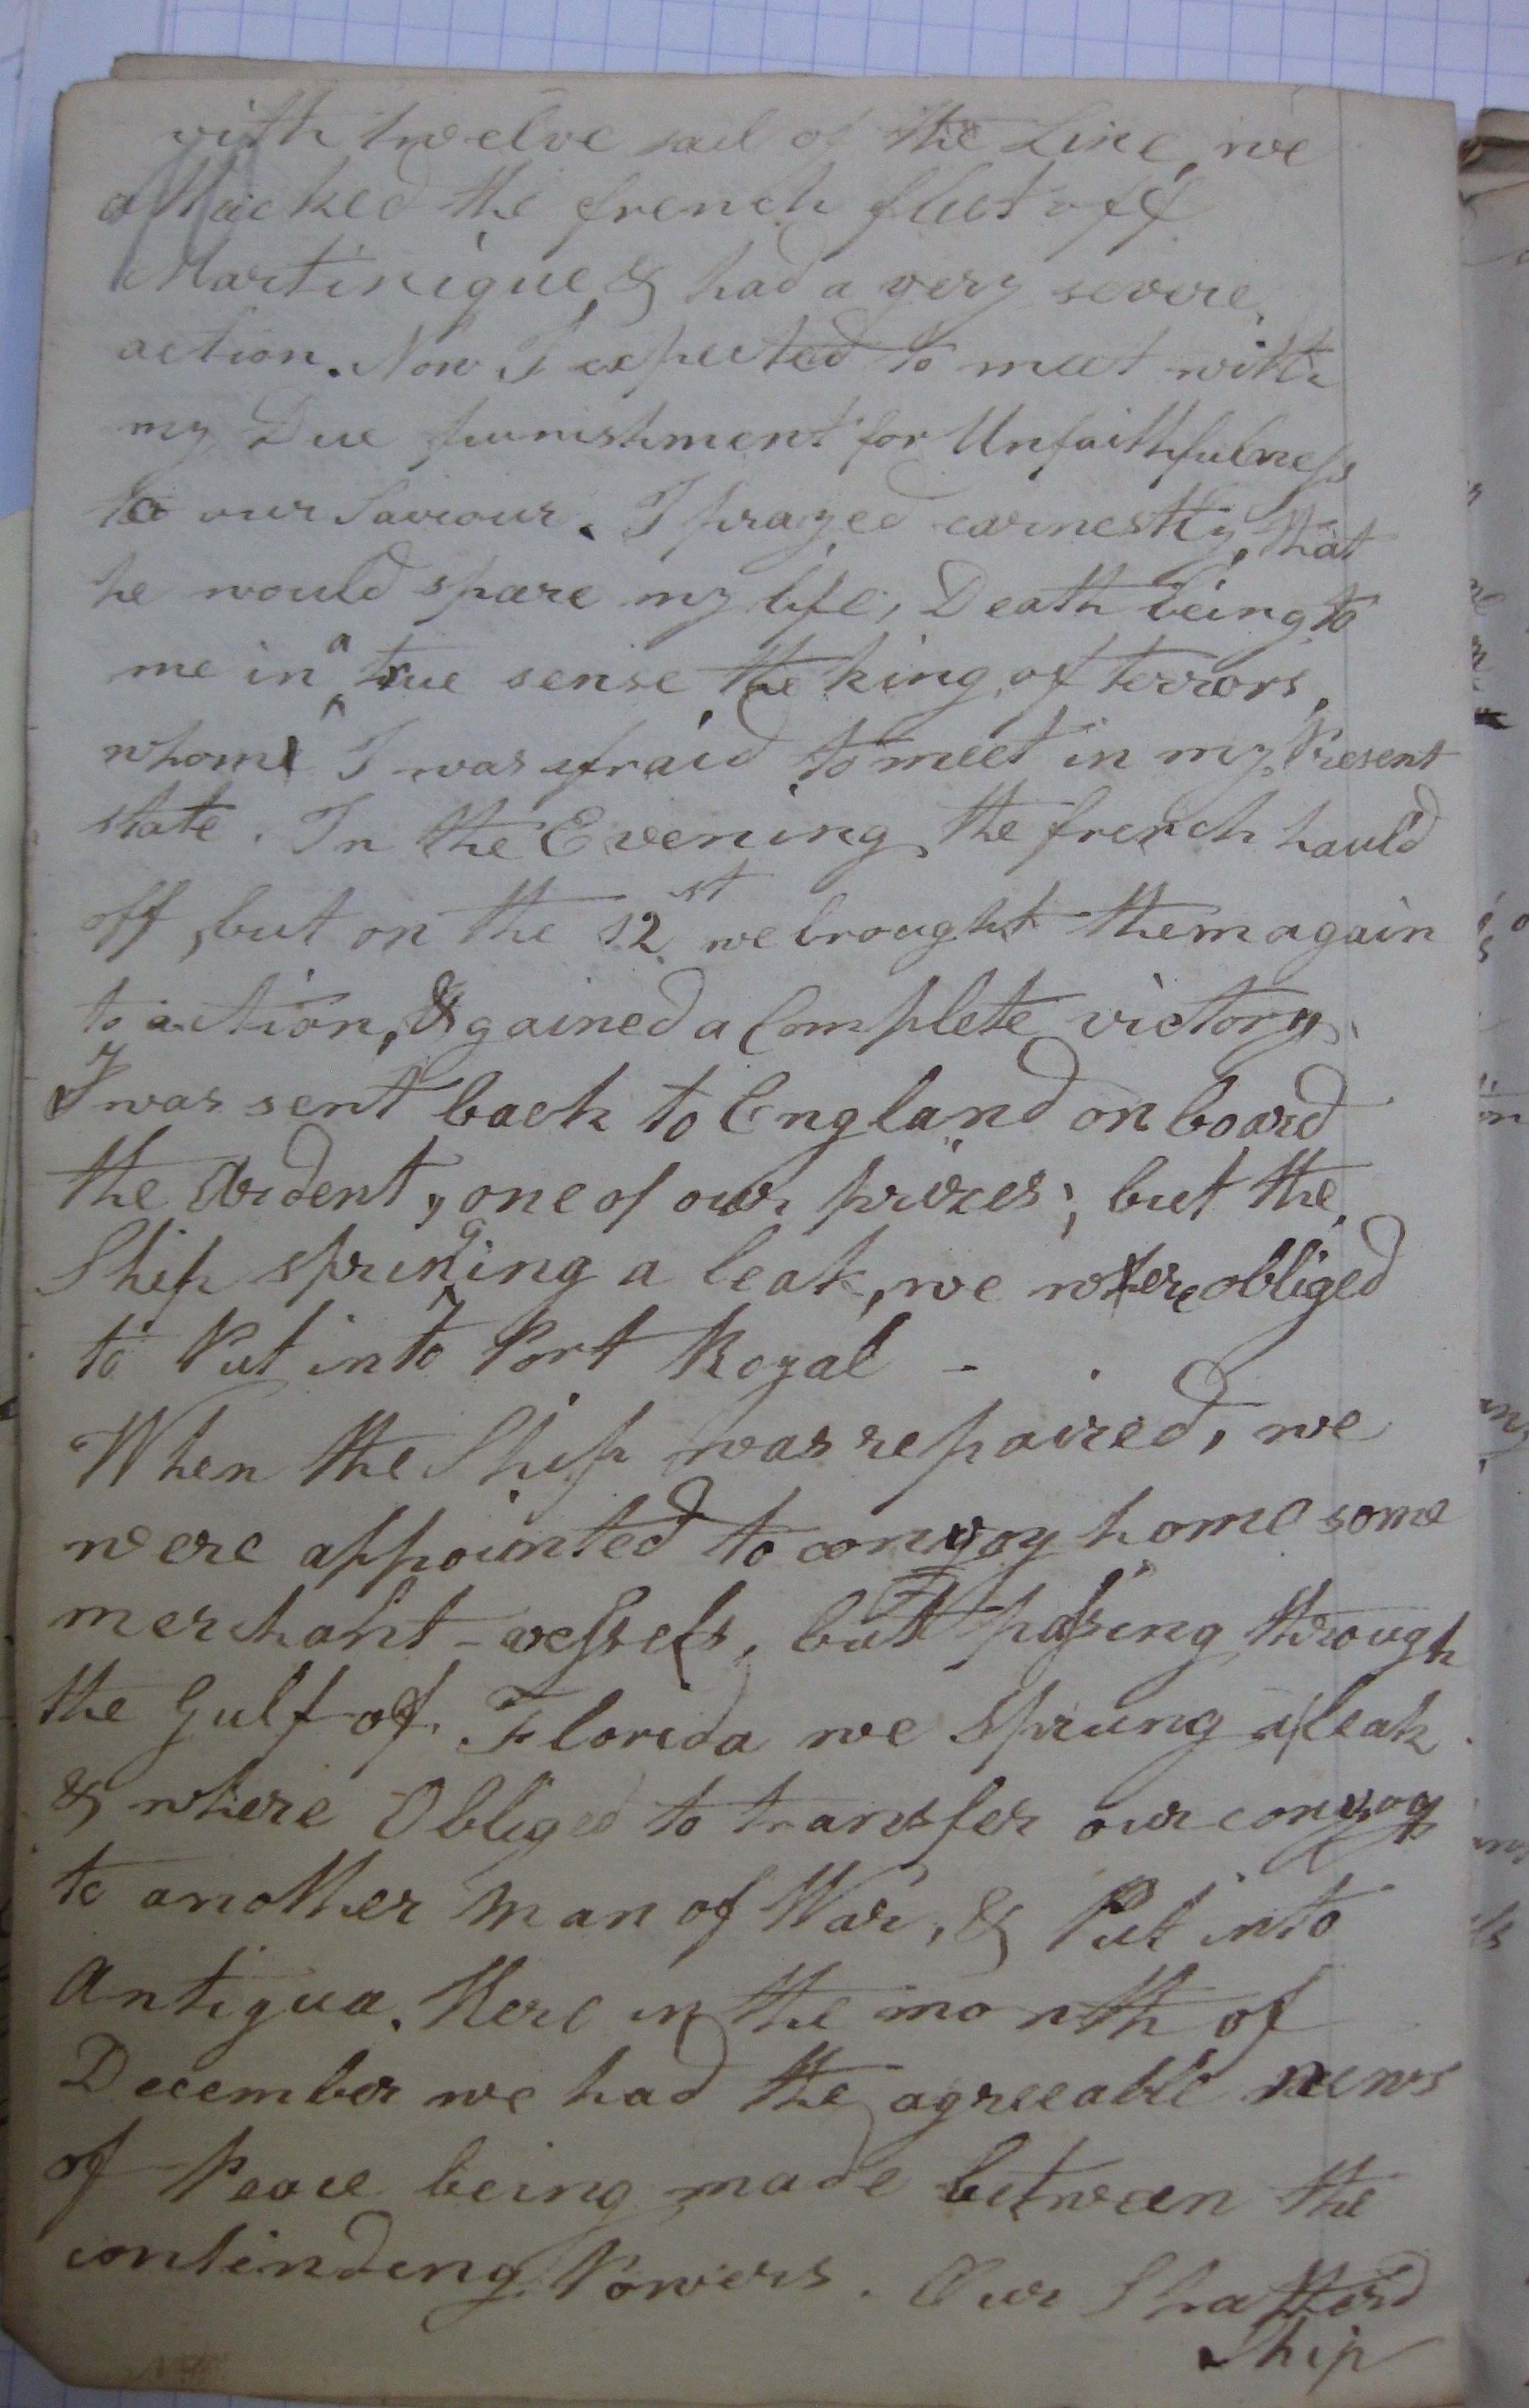 with twelve sail of the Line, we
attacked the french fleet off
Martinique, & had a very severe
action. Now I expected to meet with
my Due punishment for Unfaithfulness
to our Saviour. I prayed earnestly, that
he would spare my life, Death being to
me in a true sense the king of terrors,
whom I was afraid to meet in my Present
state. In the Evening the french haul'd
off, but on the 12st we brought them again
to action, & gained a Complete victory.
I was sent back to England on board
the Ardent, one of our prizes; but the
Ship springing a leak, we where obliged
to Put into Port Royal -
When the Ship was repaired, we
were appointed to convoy home some
merchant-vessels, but passing through
the Gulf of Florida we sprung a leak
& where Obliged to transfer our convoy
to another Man of War, & Put into
Antigua. Here in the month of
December we had the agreeable news
of Peace being made between the
contending Powers. Our Shatter'd
Ship